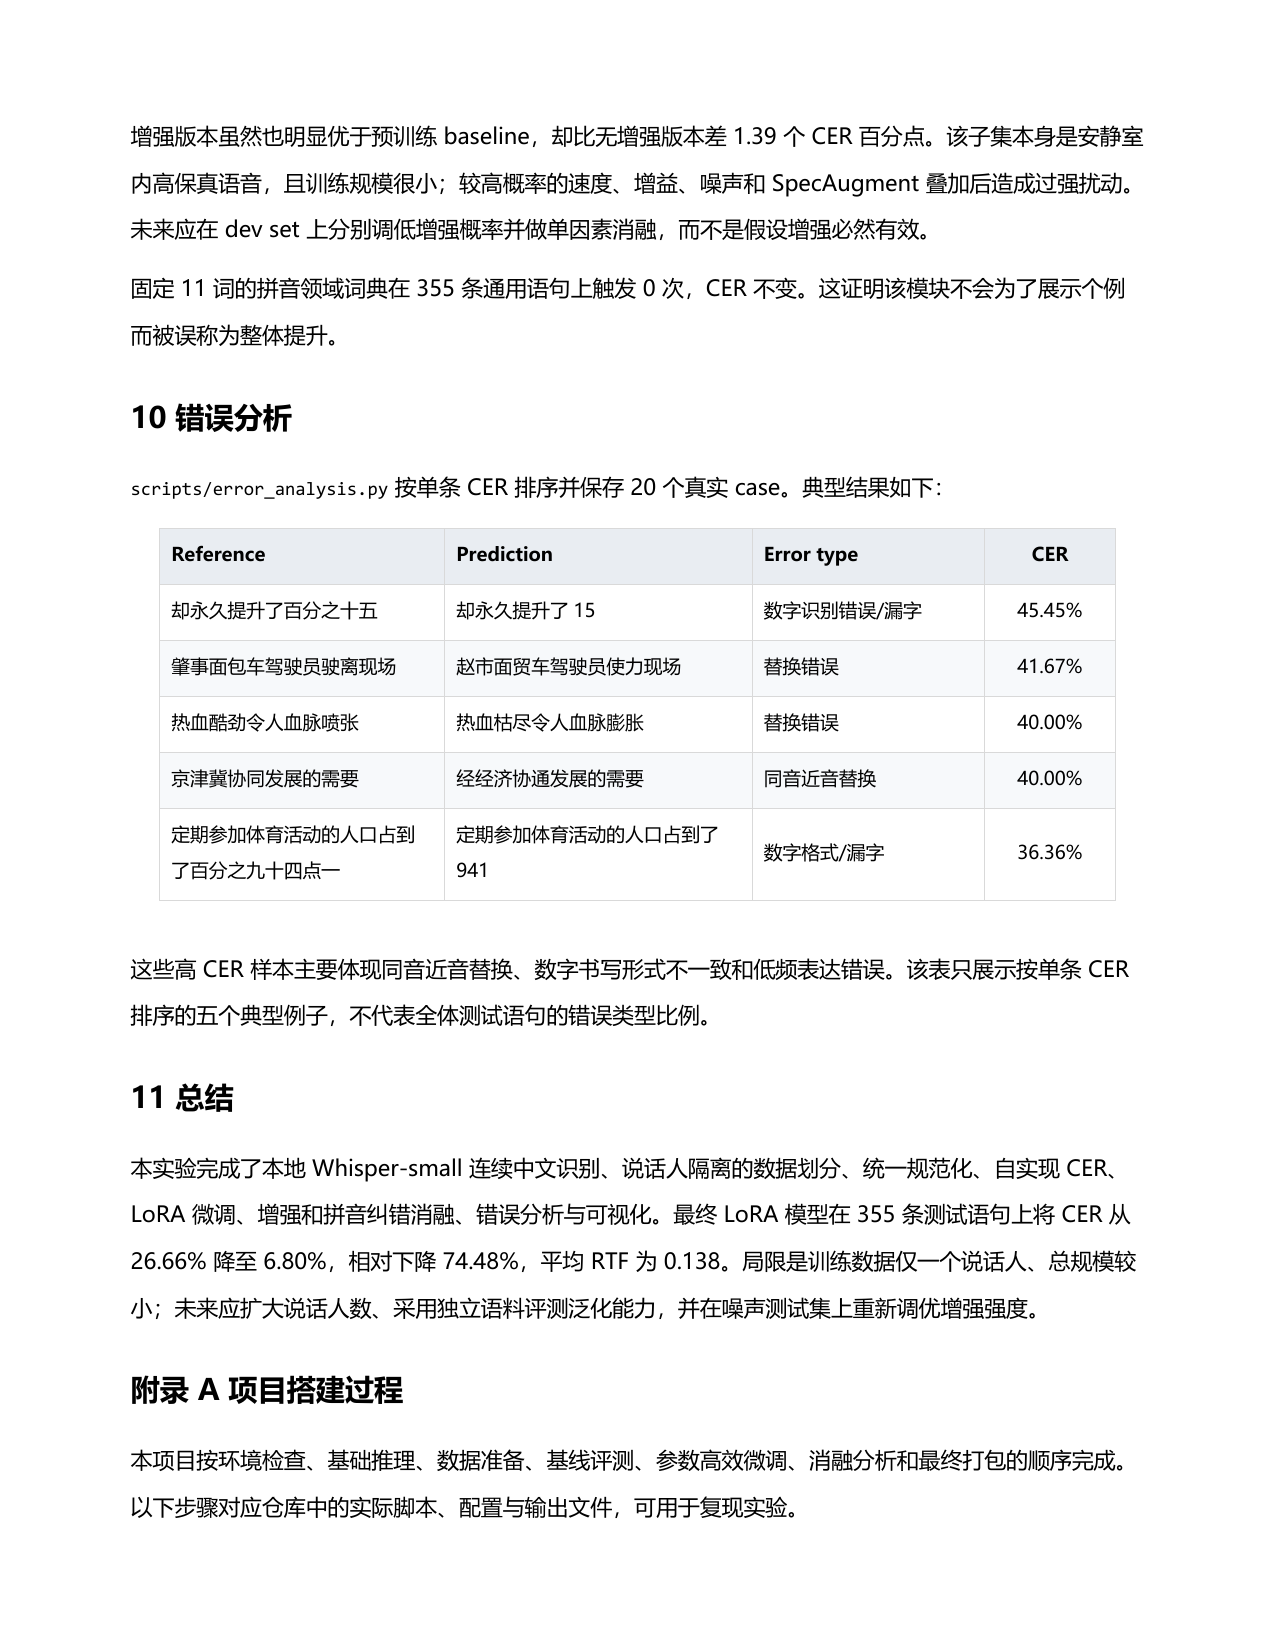 增强版本虽然也明显优于预训练 baseline，却比无增强版本差 1.39 个 CER 百分点。该子集本身是安静室
内高保真语音，且训练规模很小；较高概率的速度、增益、噪声和 SpecAugment 叠加后造成过强扰动。
未来应在 dev set 上分别调低增强概率并做单因素消融，而不是假设增强必然有效。
固定 11 词的拼音领域词典在 355 条通用语句上触发 0 次，CER 不变。这证明该模块不会为了展示个例
而被误称为整体提升。
10 错误分析
scripts/error_analysis.py 按单条 CER 排序并保存 20 个真实 case。典型结果如下：
Reference Prediction Error type CER
却永久提升了百分之十五 却永久提升了 15 数字识别错误/漏字 45.45%
肇事面包车驾驶员驶离现场 赵市面贸车驾驶员使力现场 替换错误 41.67%
热血酷劲令人血脉喷张 热血枯尽令人血脉膨胀 替换错误 40.00%
京津冀协同发展的需要 经经济协通发展的需要 同音近音替换 40.00%
定期参加体育活动的人口占到 定期参加体育活动的人口占到了
了百分之九十四点一 941 数字格式/漏字 36.36%
这些高 CER 样本主要体现同音近音替换、数字书写形式不一致和低频表达错误。该表只展示按单条 CER
排序的五个典型例子，不代表全体测试语句的错误类型比例。
11 总结
本实验完成了本地 Whisper-small 连续中文识别、说话人隔离的数据划分、统一规范化、自实现 CER、
LoRA 微调、增强和拼音纠错消融、错误分析与可视化。最终 LoRA 模型在 355 条测试语句上将 CER 从
26.66% 降至 6.80%，相对下降 74.48%，平均 RTF 为 0.138。局限是训练数据仅一个说话人、总规模较
小；未来应扩大说话人数、采用独立语料评测泛化能力，并在噪声测试集上重新调优增强强度。
附录 A 项目搭建过程
本项目按环境检查、基础推理、数据准备、基线评测、参数高效微调、消融分析和最终打包的顺序完成。
以下步骤对应仓库中的实际脚本、配置与输出文件，可用于复现实验。